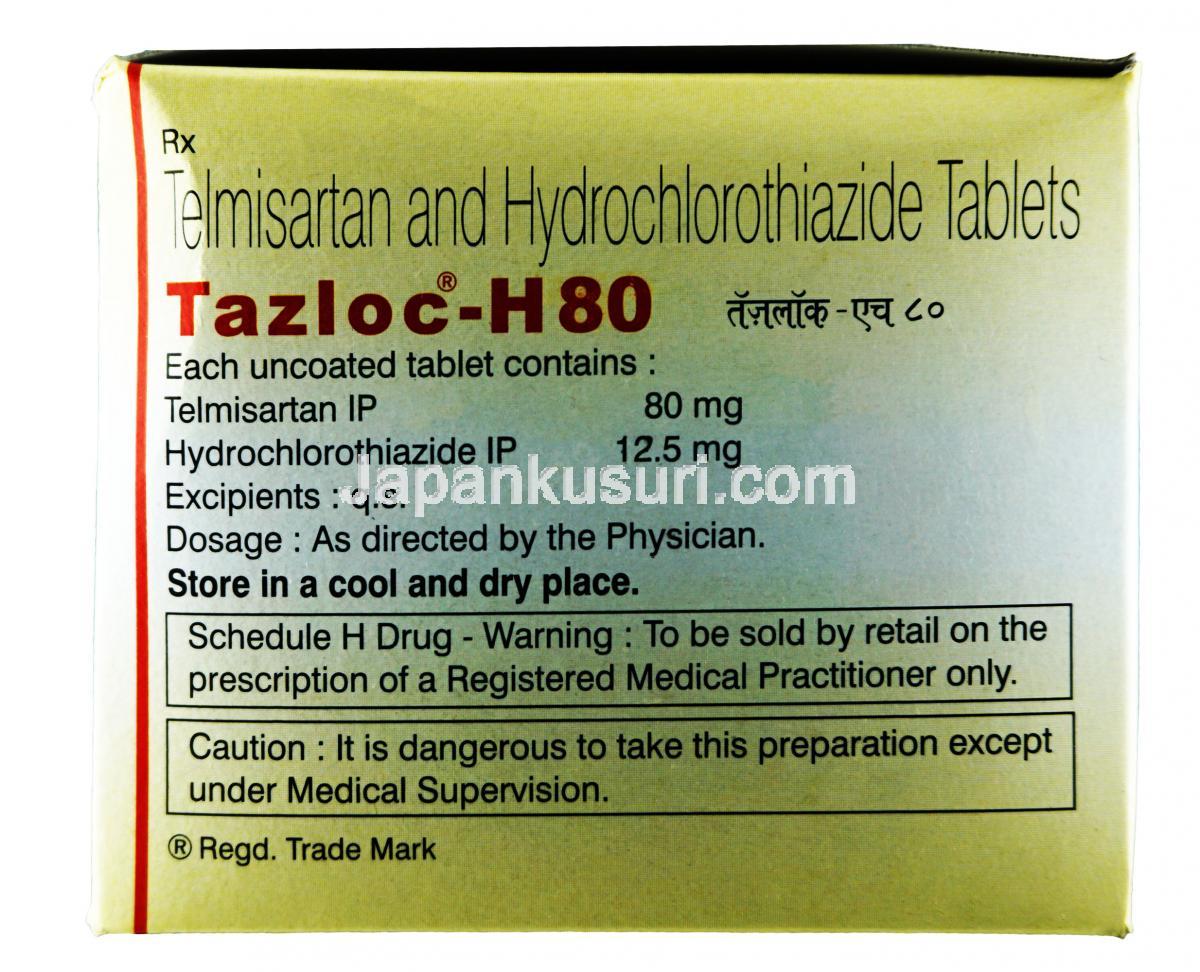 Rx
Telmisartan and Hydrochlorothiazide Tablets
Tazloc®-H 80 तॅज़लॉक -एच ८०
Each uncoated tablet contains :
Telmisartan IP 80 mg
Hydrochlorothiazide IP 12.5 mg
Japankusuri.com
Excipients : q.s.
Dosage : As directed by the Physician.
Store in a cool and dry place.
Schedule H Drug - Warning : To be sold by retail on the
prescription of a Registered Medical Practitioner only.
Caution : It is dangerous to take this preparation except
under Medical Supervision.
® Regd. Trade Mark